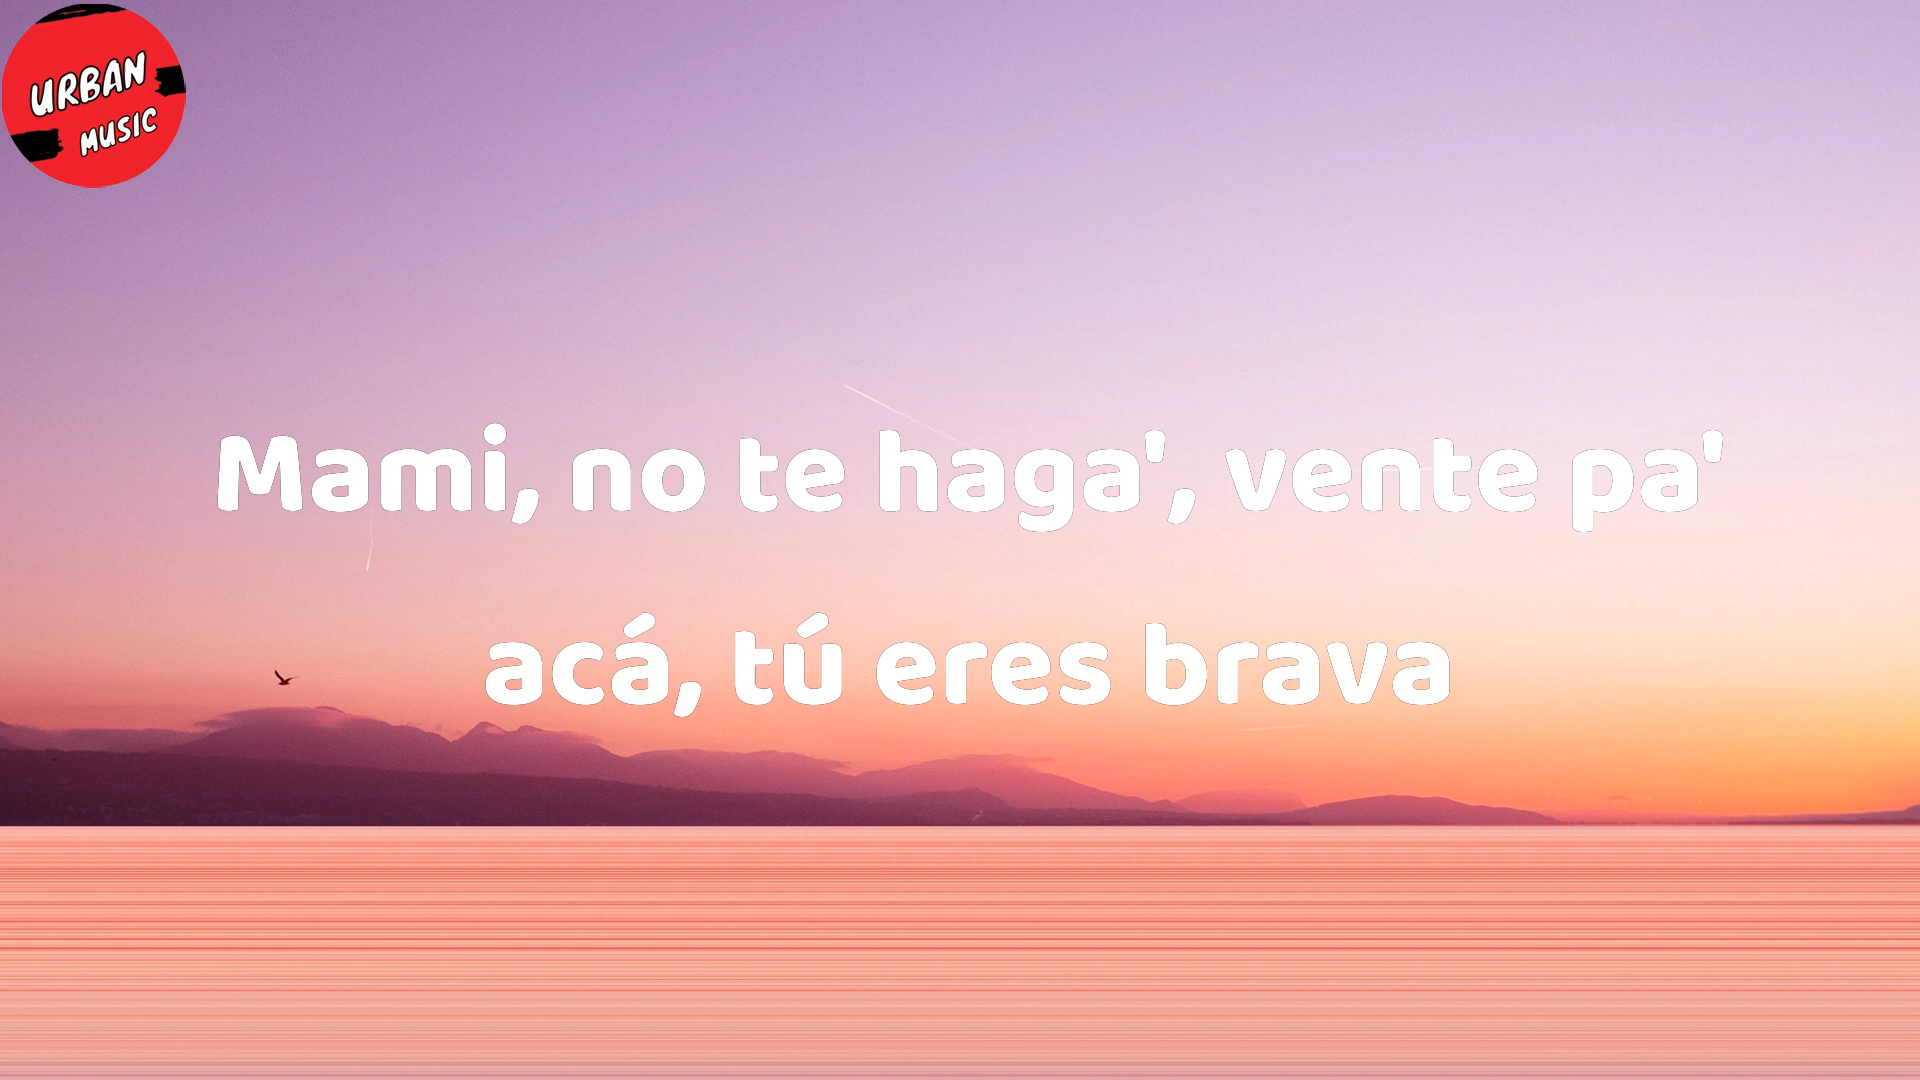 URBAN
MUSIC
Mami, no te haga', vente pa'
acá, tú eres brava